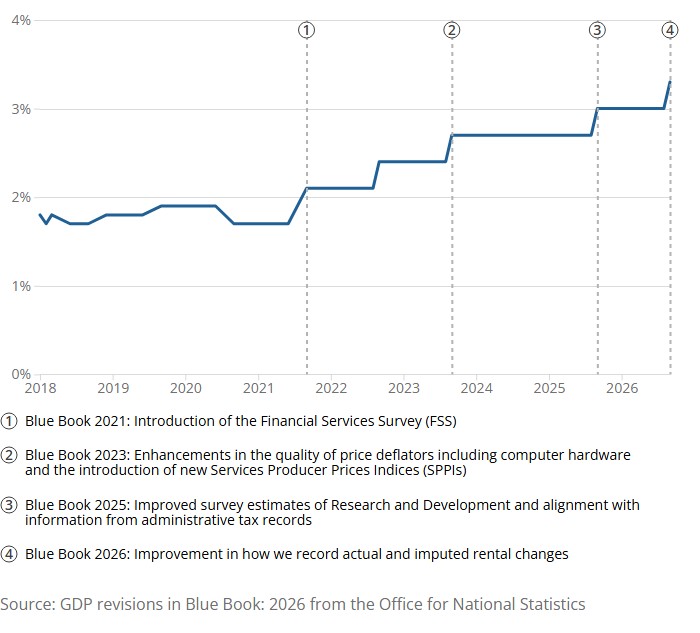 4%
① ② ③ ④
3%
2%
1%
0%
2018 2019 2020 2021 2022 2023 2024 2025 2026
① Blue Book 2021: Introduction of the Financial Services Survey (FSS)
② Blue Book 2023: Enhancements in the quality of price deflators including computer hardware
and the introduction of new Services Producer Prices Indices (SPPIs)
③ Blue Book 2025: Improved survey estimates of Research and Development and alignment with
information from administrative tax records
④ Blue Book 2026: Improvement in how we record actual and imputed rental changes
Source: GDP revisions in Blue Book: 2026 from the Office for National Statistics